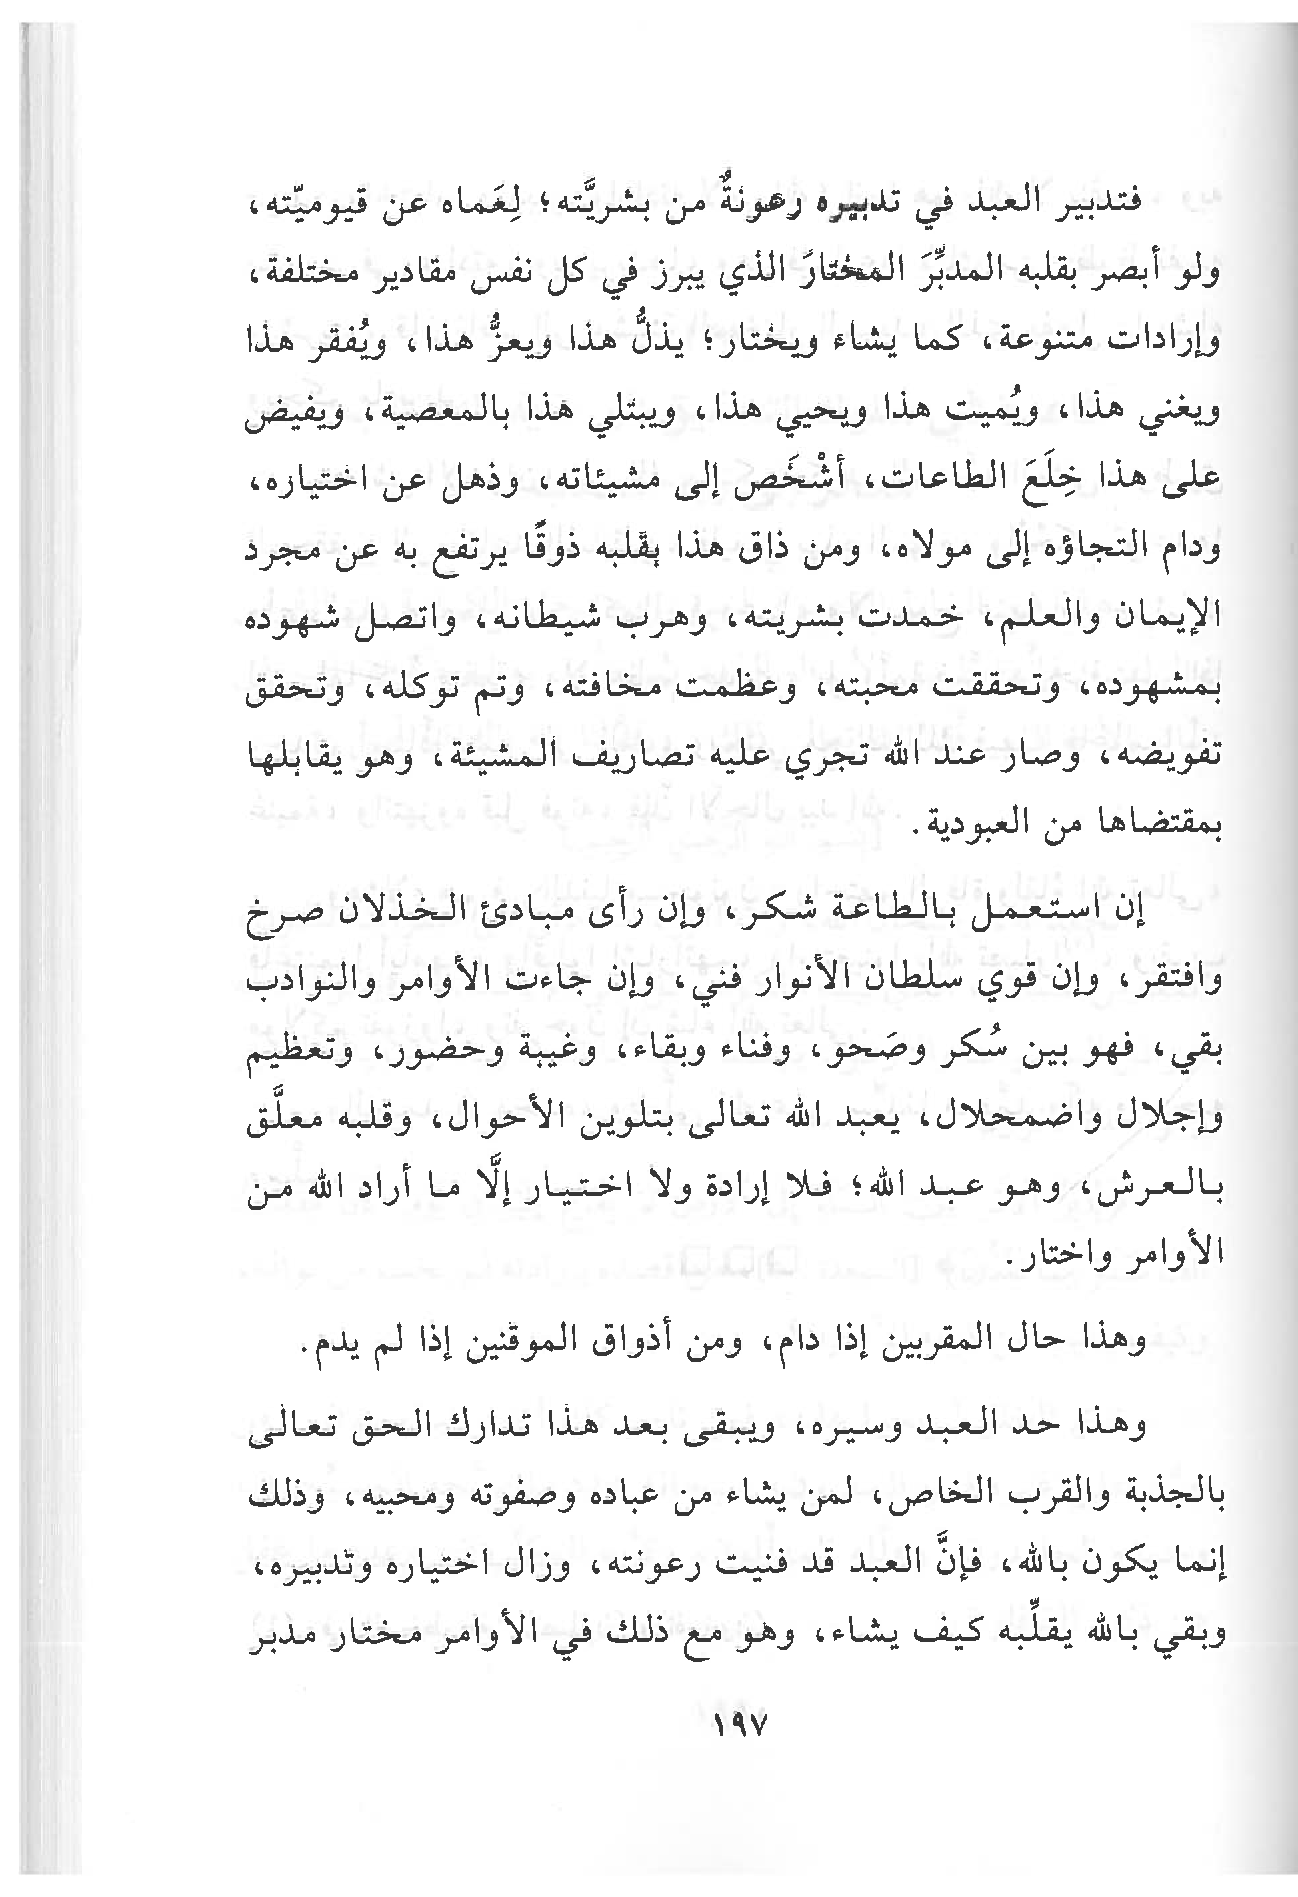 فتدبير العبد في تدبيره رعونةٌ من بشريَّته؛ لِعَماه عن قيوميّته،
ولو أبصر بقلبه المدبِّرَ المختارَ الذي يبرز في كل نفس مقادير مختلفة،
وإرادات متنوعة، كما يشاء ويختار؛ يذلُّ هذا ويعزُّ هذا، ويُفقر هذا
ويغني هذا، ويُميت هذا ويحيي هذا، ويبتلي هذا بالمعصية، ويفيض
على هذا خِلَعَ الطاعات، أشْخَص إلى مشيئاته، وذهل عن اختياره،
ودام التجاؤه إلى مولاه، ومن ذاق هذا بقلبه ذوقًا يرتفع به عن مجرد
الإيمان والعلم، خمدت بشريته، وهرب شيطانه، واتصل شهوده
بمشهوده، وتحققت محبته، وعظمت مخافته، وتم توكله، وتحقق
تفويضه، وصار عند الله تجري عليه تصاريف المشيئة، وهو يقابلها
بمقتضاها من العبودية.
إن استعمل بالطاعة شكر، وإن رأى مبادئ الخذلان صرخ
وافتقر، وإن قوي سلطان الأنوار فني، وإن جاءت الأوامر والنوادب
بقي، فهو بين سُكر وصَحو، وفناء وبقاء، وغيبة وحضور، وتعظيم
وإجلال واضمحلال، يعبد الله تعالى بتلوين الأحوال، وقلبه معلَّق
بالعرش، وهو عبد الله؛ فلا إرادة ولا اختيار إلَّا ما أراد الله من
الأوامر واختار.
وهذا حال المقربين إذا دام، ومن أذواق الموقنين إذا لم يدم.
وهذا حد العبد وسيره، ويبقى بعد هذا تدارك الحق تعالى
بالجذبة والقرب الخاص، لمن يشاء من عباده وصفوته ومحبيه، وذلك
إنما يكون بالله، فإنَّ العبد قد فنيت رعونته، وزال اختياره وتدبيره،
وبقي بالله يقلِّبه كيف يشاء، وهو مع ذلك في الأوامر مختار مدبر
١٩٧